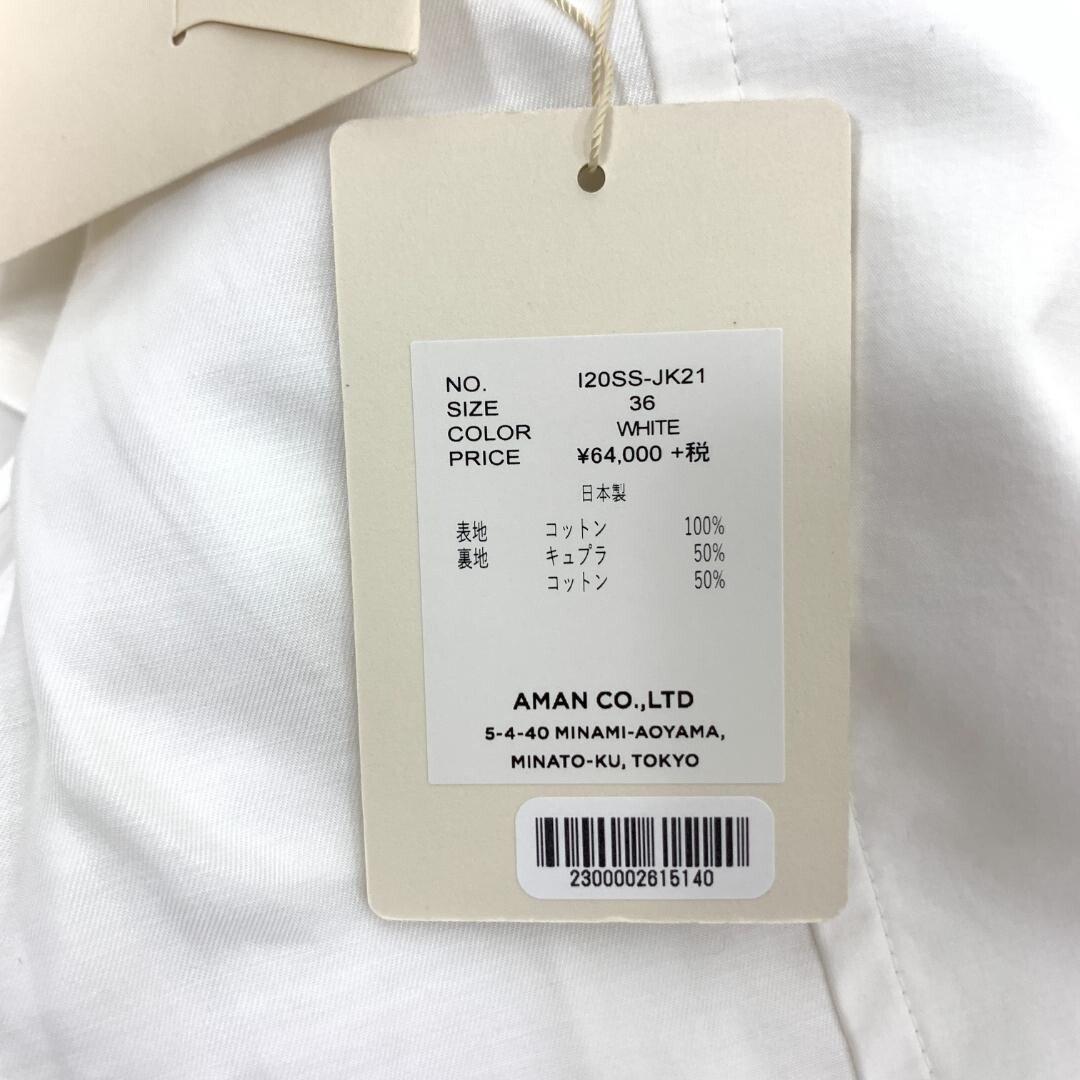 NO. I20SS-JK21
SIZE 36
COLOR WHITE
PRICE ¥64,000 +税
日本製
表地 コットン 100%
裏地 キュプラ 50%
コットン 50%
AMAN CO.,LTD
5-4-40 MINAMI-AOYAMA,
MINATO-KU, TOKYO
2300002615140